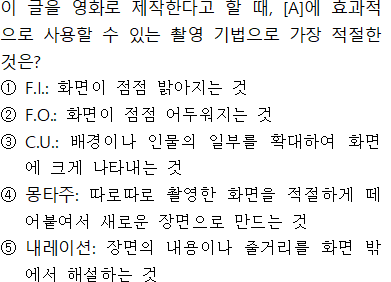 이 글을 영화로 제작한다고 할 때, [A]에 효과적
으로 사용할 수 있는 촬영 기법으로 가장 적절한
것은?
① F.I.: 화면이 점점 밝아지는 것
② F.O.: 화면이 점점 어두워지는 것
③ C.U.: 배경이나 인물의 일부를 확대하여 화면
에 크게 나타내는 것
④ 몽타주: 따로따로 촬영한 화면을 적절하게 떼
어붙여서 새로운 장면으로 만드는 것
⑤ 내레이션: 장면의 내용이나 줄거리를 화면 밖
에서 해설하는 것